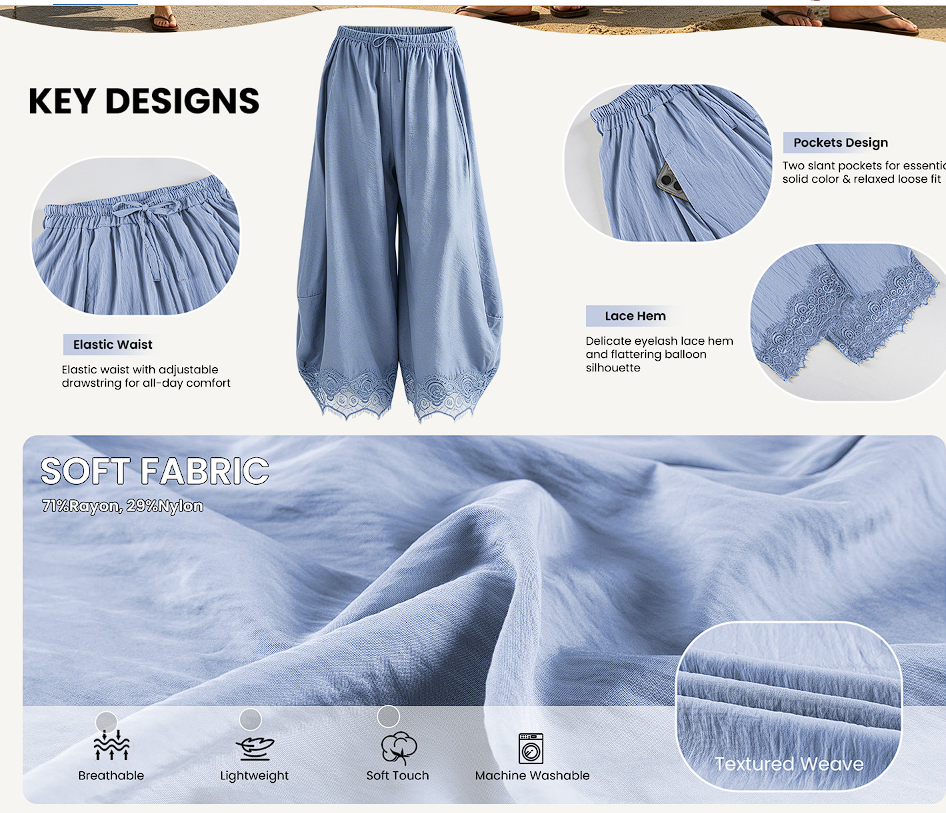 KEY DESIGNS
Elastic Waist
Elastic waist with adjustable
drawstring for all-day comfort
Pockets Design
Two slant pockets for
solid color & relaxed loose fit
Lace Hem
Delicate eyelash lace hem
and flattering balloon
silhouette
SOFT FABRIC
71%Rayon, 29%Nylon
Breathable
Lightweight
Soft Touch
Machine Washable
Textured Weave